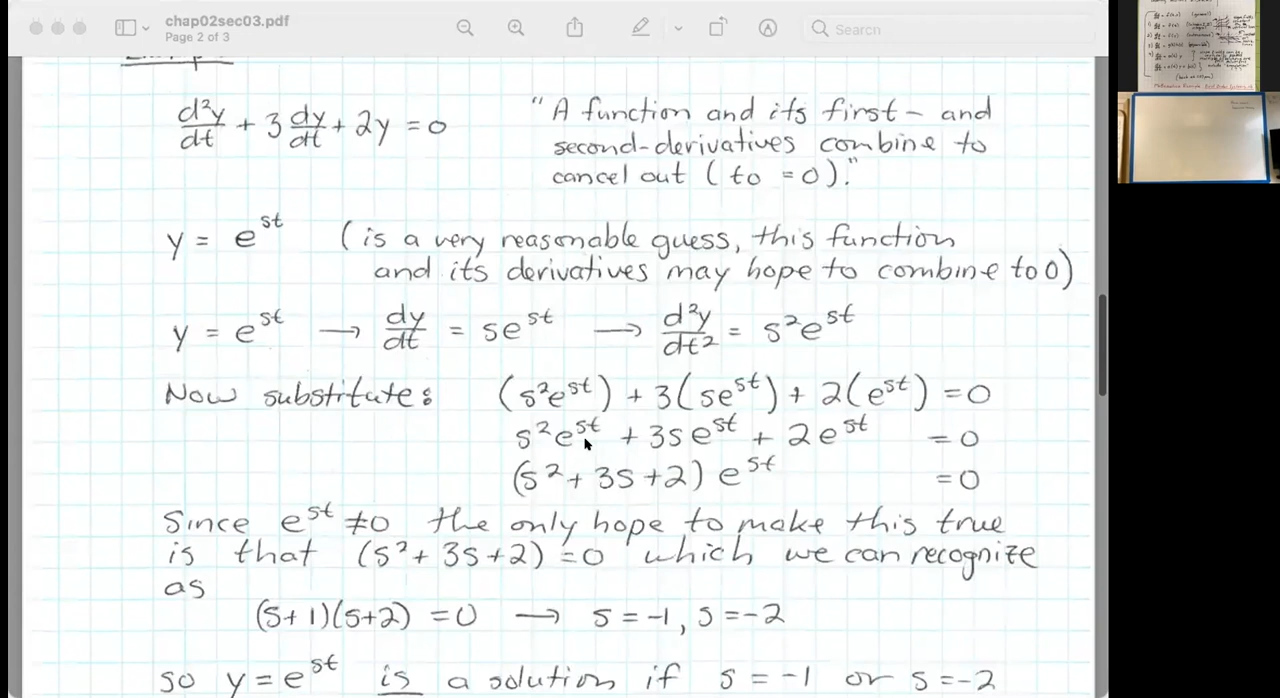 chap02sec03.pdf
Page 2 of 3
Search
d²y/dt + 3 dy/dt + 2y = 0
"A function and its first- and
second-derivatives combine to
cancel out (to = 0)."
y = e^st (is a very reasonable guess, this function
and its derivatives may hope to combine to 0)
y = e^st → dy/dt = se^st → d²y/dt² = s²e^st
Now substitute: (s²e^st) + 3(se^st) + 2(e^st) = 0
s²e^st + 3se^st + 2e^st = 0
(s² + 3s + 2) e^st = 0
Since e^st ≠ 0 the only hope to make this true
is that (s² + 3s + 2) = 0 which we can recognize
as
(s+1)(s+2) = 0 → s = -1, s = -2
so y = e^st is a solution if s = -1 or s = -2